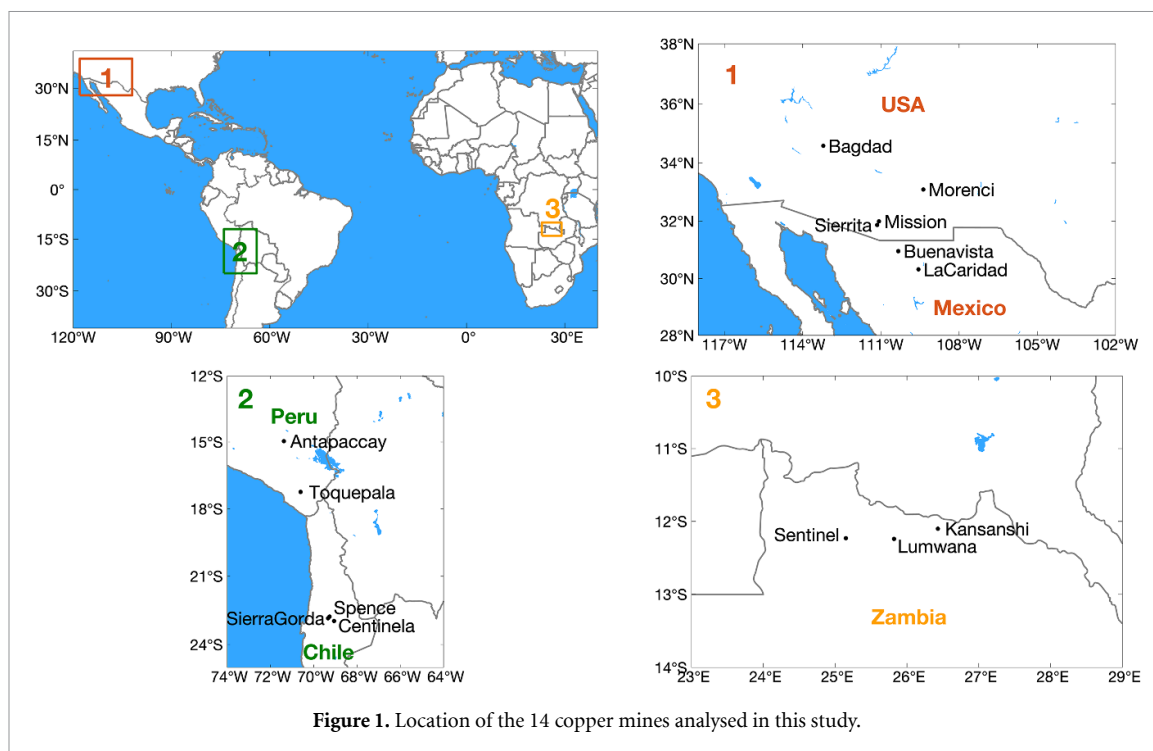 1
2
3
30°N
15°N
0°
15°S
30°S
120°W
90°W
60°W
30°W
0°
30°E
1
USA
Bagdad
Morenci
Mission
Sierrita
Buenavista
LaCaridad
Mexico
38°N
36°N
34°N
32°N
30°N
28°N
117°W
114°W
111°W
108°W
105°W
102°W
2
Peru
Antapaccay
Toquepala
Spence
SierraGorda
Centinela
Chile
12°S
15°S
18°S
21°S
24°S
74°W
72°W
70°W
68°W
66°W
64°W
3
Kansanshi
Sentinel
Lumwana
Zambia
10°S
11°S
12°S
13°S
14°S
23°E
24°E
25°E
26°E
27°E
28°E
29°E
Figure 1. Location of the 14 copper mines analysed in this study.